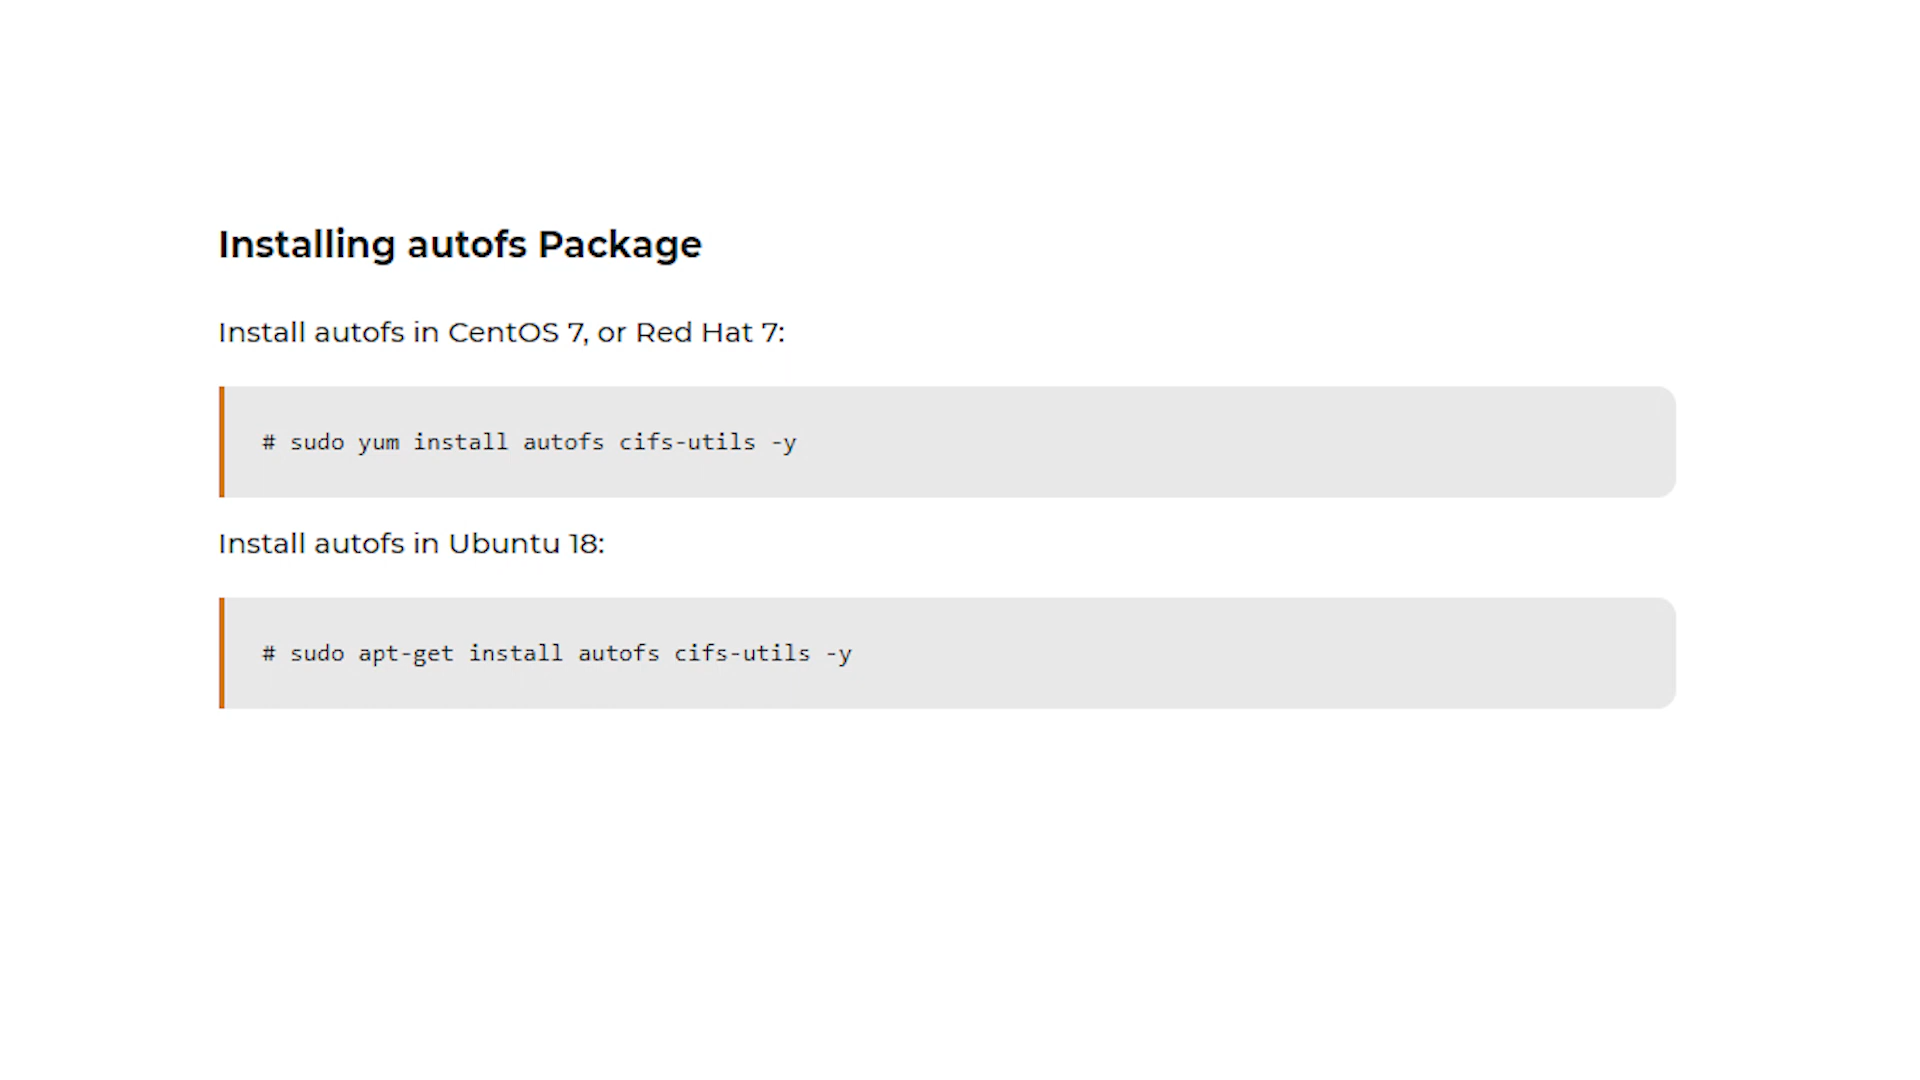 Installing autofs Package
Install autofs in CentOS 7, or Red Hat 7:
# sudo yum install autofs cifs-utils -y
Install autofs in Ubuntu 18:
# sudo apt-get install autofs cifs-utils -y